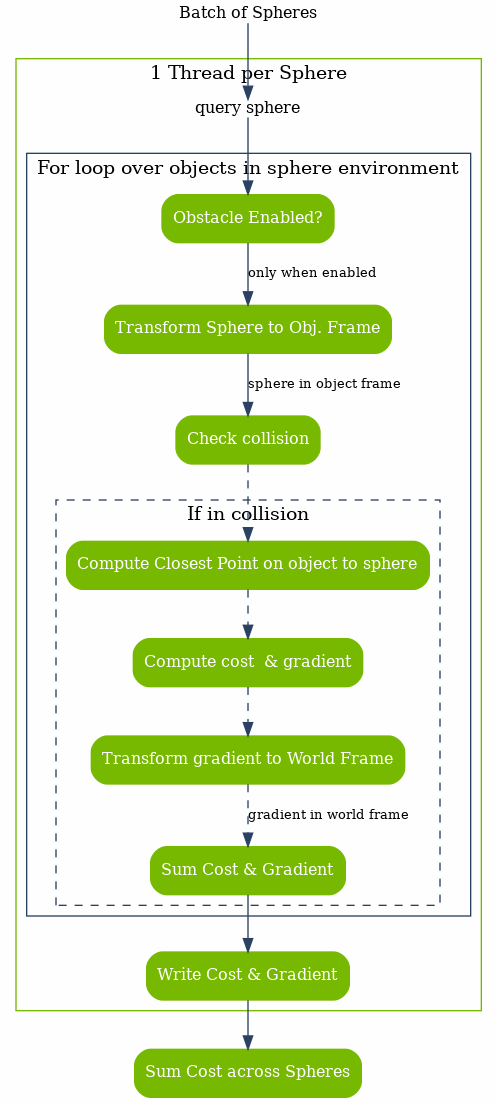 Batch of Spheres
1 Thread per Sphere
query sphere
For loop over objects in sphere environment
Obstacle Enabled?
only when enabled
Transform Sphere to Obj. Frame
sphere in object frame
Check collision
If in collision
Compute Closest Point on object to sphere
Compute cost  & gradient
Transform gradient to World Frame
gradient in world frame
Sum Cost & Gradient
Write Cost & Gradient
Sum Cost across Spheres